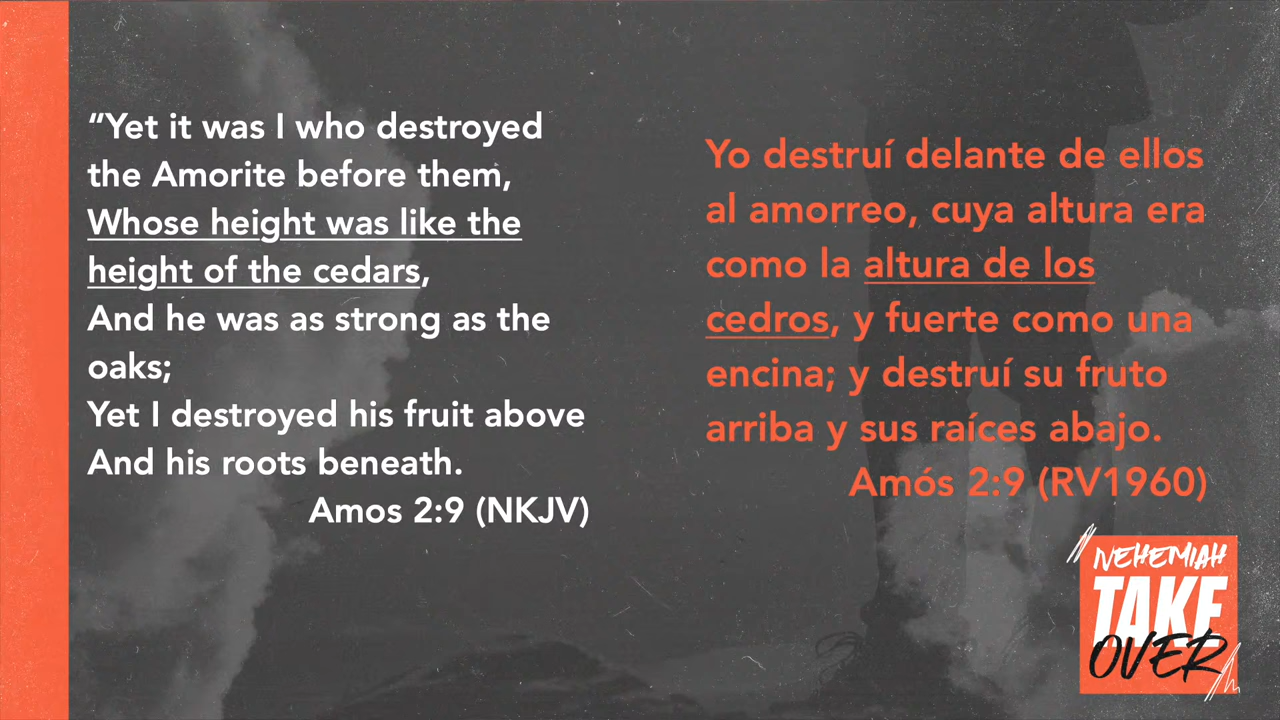 “Yet it was I who destroyed
the Amorite before them,
Whose height was like the
height of the cedars,
And he was as strong as the
oaks;
Yet I destroyed his fruit above
And his roots beneath.
Amos 2:9 (NKJV)
Yo destruí delante de ellos
al amorreo, cuya altura era
como la altura de los
cedros, y fuerte como una
encina; y destruí su fruto
arriba y sus raíces abajo.
Amós 2:9 (RV1960)
NEHEMIAH
TAKE
OVER